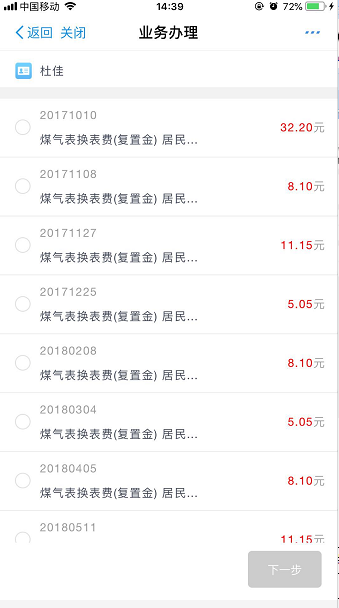 中国移动 14:39 72%
返回 关闭 业务办理
杜佳
20171010
煤气表换表费(复置金) 居民... 32.20元
20171108
煤气表换表费(复置金) 居民... 8.10元
20171127
煤气表换表费(复置金) 居民... 11.15元
20171225
煤气表换表费(复置金) 居民... 5.05元
20180208
煤气表换表费(复置金) 居民... 8.10元
20180304
煤气表换表费(复置金) 居民... 5.05元
20180405
煤气表换表费(复置金) 居民... 8.10元
20180511
11.15元
下一步